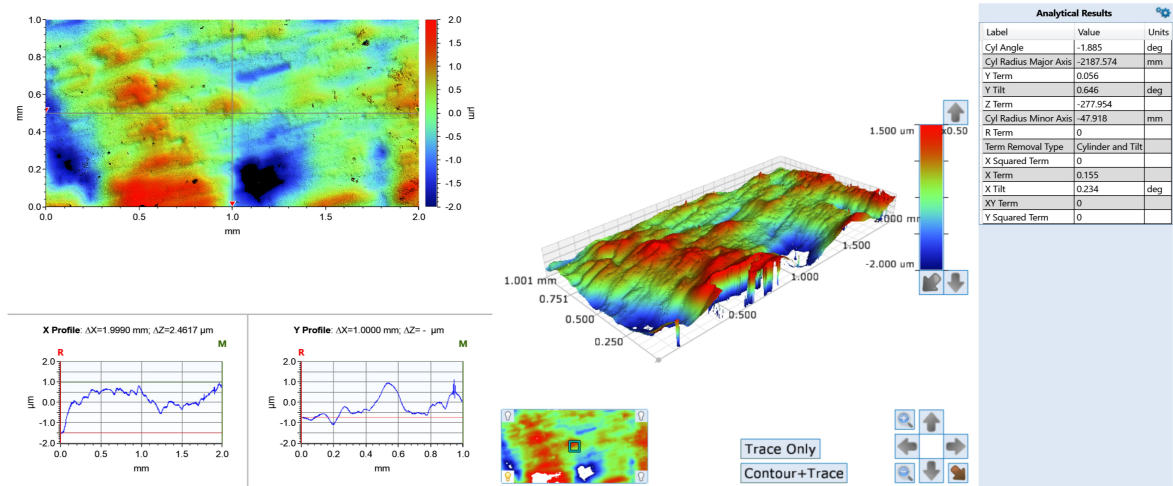 1.0
0.8
0.6
0.4
0.2
0.0
mm
0.0
0.5
1.0
1.5
2.0
mm
2.0
1.5
1.0
0.5
0.0
-0.5
-1.0
-1.5
-2.0
µm
1.500 um
x0.50
-2.000 um
2.000 mm
1.500
1.000
0.500
1.001 mm
0.751
0.500
0.250
Analytical Results
Label Value Units
Cyl Angle -1.885 deg
Cyl Radius Major Axis -2187.574 mm
Y Term 0.056
Y Tilt 0.646 deg
Z Term -277.954
Cyl Radius Minor Axis -47.918 mm
R Term 0
Term Removal Type Cylinder and Tilt
X Squared Term 0
X Term 0.155
X Tilt 0.234 deg
XY Term 0
Y Squared Term 0
X Profile: ΔX=1.9990 mm; ΔZ=2.4617 µm
R
M
2.0
1.0
µm
-1.0
-2.0
0.0 0.5 1.0 1.5 2.0
mm
Y Profile: ΔX=1.0000 mm; ΔZ= - µm
R
M
2.0
1.0
µm
-1.0
-2.0
0.0 0.2 0.4 0.6 0.8 1.0
mm
Trace Only
Contour+Trace